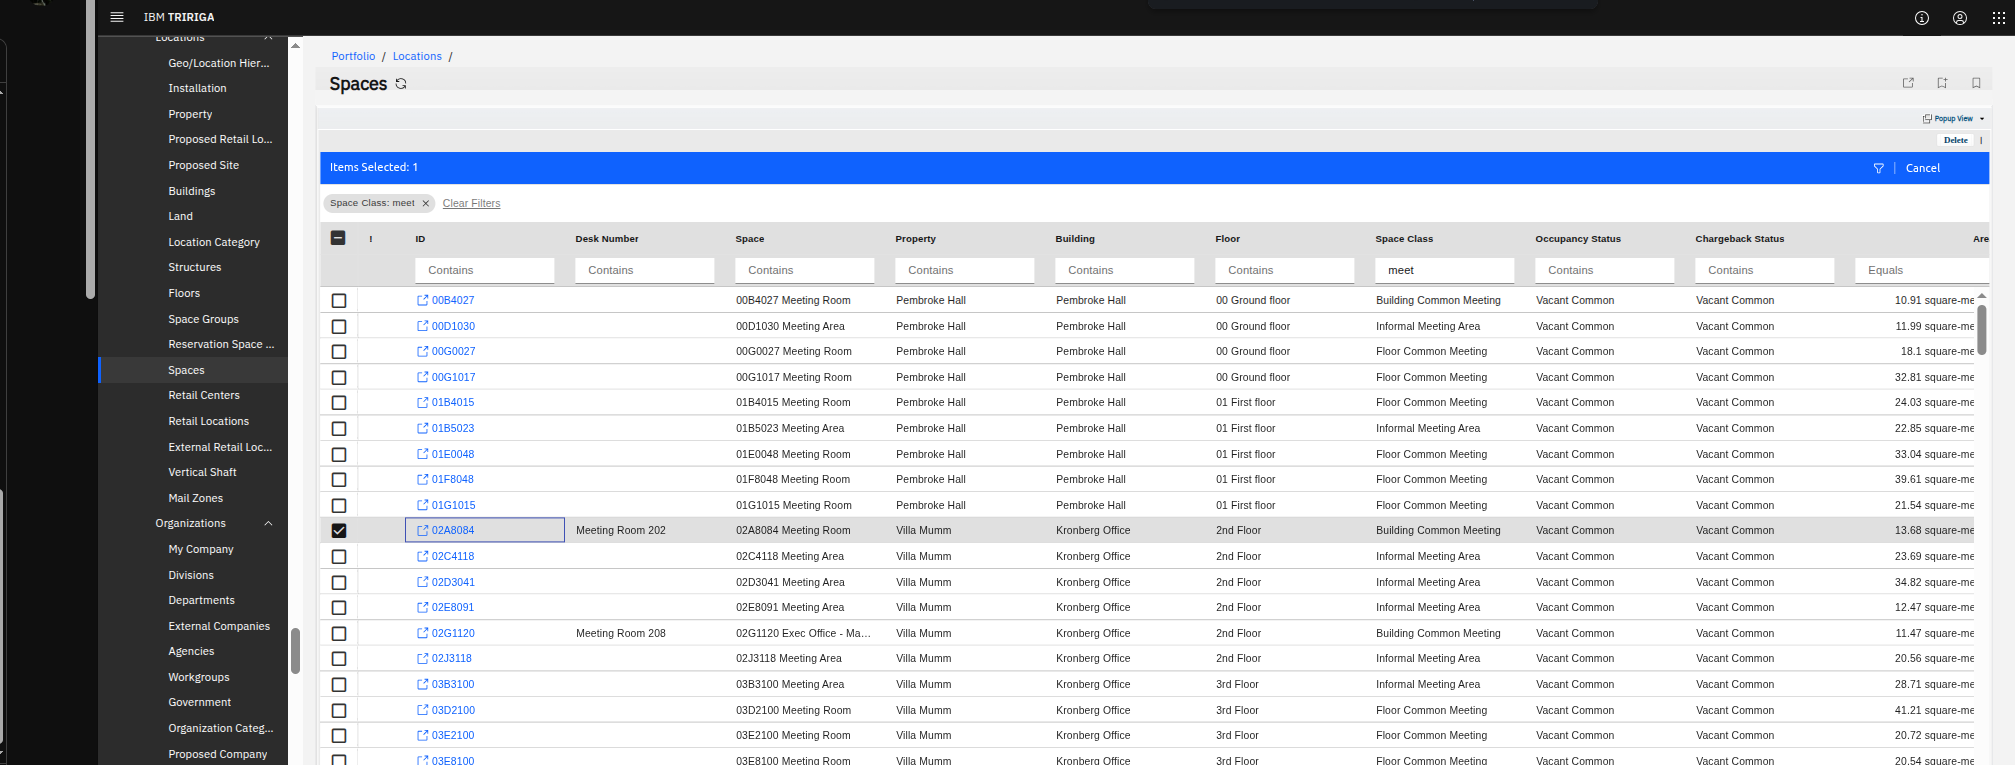 IBM TRIRIGA
Locations
Geo/Location Hier...
Installation
Property
Proposed Retail Lo...
Proposed Site
Buildings
Land
Location Category
Structures
Floors
Space Groups
Reservation Space ...
Spaces
Retail Centers
Retail Locations
External Retail Loc...
Vertical Shaft
Mail Zones
Organizations
My Company
Divisions
Departments
External Companies
Agencies
Workgroups
Government
Organization Categ...
Proposed Company
Portfolio / Locations /
Spaces
Popup View
Delete
Items Selected: 1 | Cancel
Space Class: meet Clear Filters
! ID Desk Number Space Property Building Floor Space Class Occupancy Status Chargeback Status Are
Contains Contains Contains Contains Contains Contains meet Contains Contains Equals
00B4027 00B4027 Meeting Room Pembroke Hall Pembroke Hall 00 Ground floor Building Common Meeting Vacant Common Vacant Common 10.91 square-me
00D1030 00D1030 Meeting Area Pembroke Hall Pembroke Hall 00 Ground floor Informal Meeting Area Vacant Common Vacant Common 11.99 square-me
00G0027 00G0027 Meeting Room Pembroke Hall Pembroke Hall 00 Ground floor Floor Common Meeting Vacant Common Vacant Common 18.1 square-me
00G1017 00G1017 Meeting Room Pembroke Hall Pembroke Hall 00 Ground floor Floor Common Meeting Vacant Common Vacant Common 32.81 square-me
01B4015 01B4015 Meeting Room Pembroke Hall Pembroke Hall 01 First floor Floor Common Meeting Vacant Common Vacant Common 24.03 square-me
01B5023 01B5023 Meeting Area Pembroke Hall Pembroke Hall 01 First floor Informal Meeting Area Vacant Common Vacant Common 22.85 square-me
01E0048 01E0048 Meeting Room Pembroke Hall Pembroke Hall 01 First floor Floor Common Meeting Vacant Common Vacant Common 33.04 square-me
01F8048 01F8048 Meeting Room Pembroke Hall Pembroke Hall 01 First floor Floor Common Meeting Vacant Common Vacant Common 39.61 square-me
01G1015 01G1015 Meeting Room Pembroke Hall Pembroke Hall 01 First floor Floor Common Meeting Vacant Common Vacant Common 21.54 square-me
02A8084 Meeting Room 202 02A8084 Meeting Room Villa Mumm Kronberg Office 2nd Floor Building Common Meeting Vacant Common Vacant Common 13.68 square-me
02C4118 02C4118 Meeting Area Villa Mumm Kronberg Office 2nd Floor Informal Meeting Area Vacant Common Vacant Common 23.69 square-me
02D3041 02D3041 Meeting Area Villa Mumm Kronberg Office 2nd Floor Informal Meeting Area Vacant Common Vacant Common 34.82 square-me
02E8091 02E8091 Meeting Area Villa Mumm Kronberg Office 2nd Floor Informal Meeting Area Vacant Common Vacant Common 12.47 square-me
02G1120 Meeting Room 208 02G1120 Exec Office - Ma... Villa Mumm Kronberg Office 2nd Floor Building Common Meeting Vacant Common Vacant Common 11.47 square-me
02J3118 02J3118 Meeting Area Villa Mumm Kronberg Office 2nd Floor Informal Meeting Area Vacant Common Vacant Common 20.56 square-me
03B3100 03B3100 Meeting Area Villa Mumm Kronberg Office 3rd Floor Informal Meeting Area Vacant Common Vacant Common 28.71 square-me
03D2100 03D2100 Meeting Room Villa Mumm Kronberg Office 3rd Floor Floor Common Meeting Vacant Common Vacant Common 41.21 square-me
03E2100 03E2100 Meeting Room Villa Mumm Kronberg Office 3rd Floor Floor Common Meeting Vacant Common Vacant Common 20.72 square-me
03E8100 03E8100 Meeting Room Villa Mumm Kronberg Office 3rd Floor Floor Common Meeting Vacant Common Vacant Common 20.54 square-me